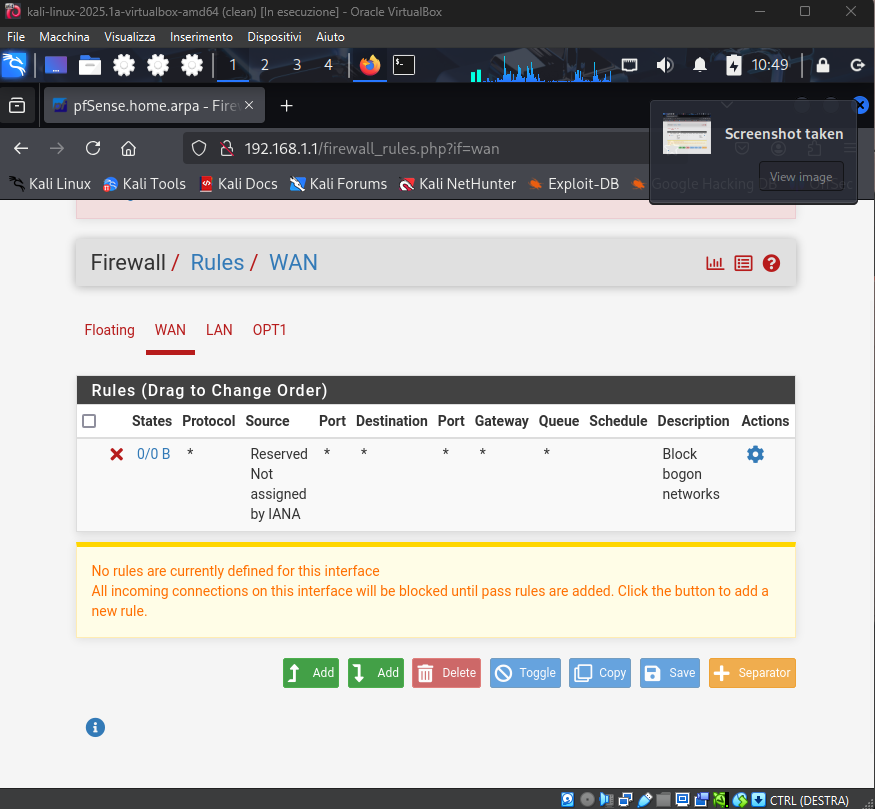 kali-linux-2025.1a-virtualbox-amd64 (clean) [In esecuzione] - Oracle VirtualBox
File Macchina Visualizza Inserimento Dispositivi Aiuto
1 2 3 4 10:49
pfSense.home.arpa - Firew
Screenshot taken
192.168.1.1/firewall_rules.php?if=wan
View image
Kali Linux Kali Tools Kali Docs Kali Forums Kali NetHunter Exploit-DB Google Hacking DB OffSec
Firewall / Rules / WAN
Floating WAN LAN OPT1
Rules (Drag to Change Order)
States Protocol Source Port Destination Port Gateway Queue Schedule Description Actions
0/0 B * Reserved * * * * * Block
Not bogon
assigned networks
by IANA
No rules are currently defined for this interface
All incoming connections on this interface will be blocked until pass rules are added. Click the button to add a
new rule.
Add Add Delete Toggle Copy Save Separator
CTRL (DESTRA)